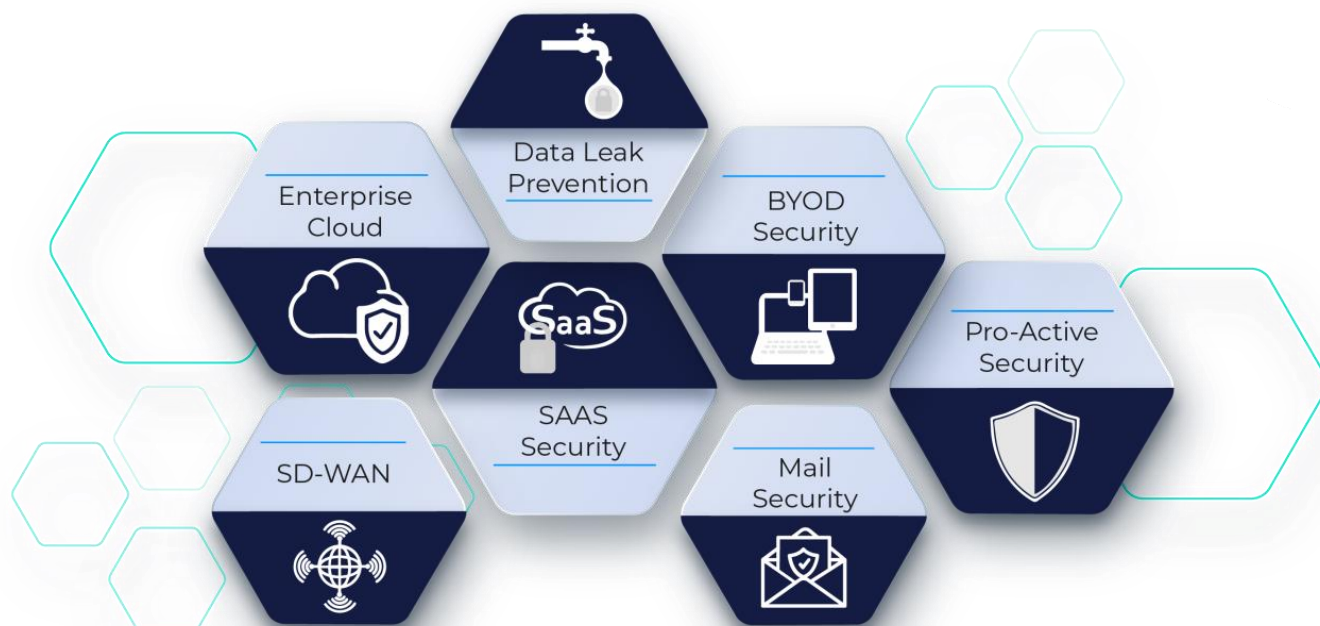 Data Leak
Prevention
Enterprise
Cloud
BYOD
Security
SaaS
Pro-Active
Security
SAAS
Security
SD-WAN
Mail
Security